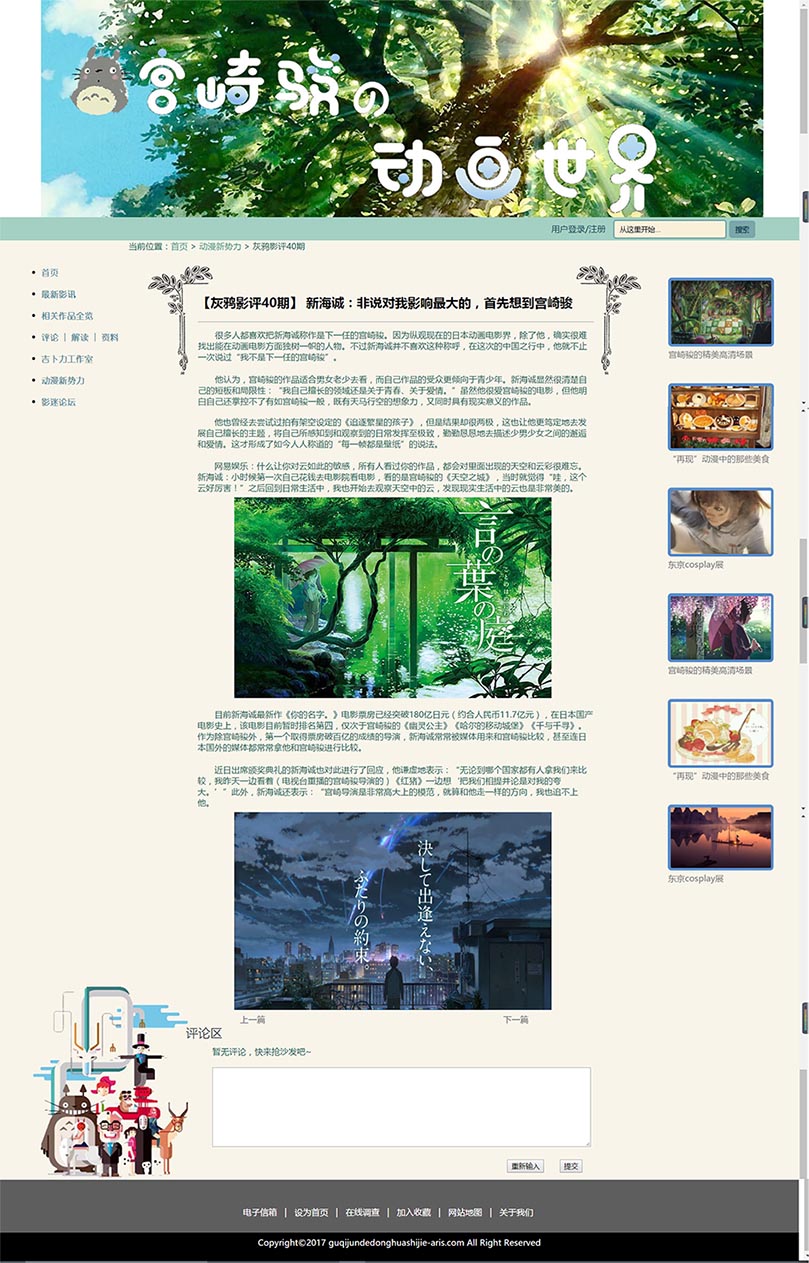 宫崎骏の
动画世界
用户登录/注册 从这里开始... 搜索
当前位置：首页 > 动漫新势力 > 灰鸦影评40期
首页
最新影讯
相关作品全览
评论 | 解读 | 资料
吉卜力工作室
动漫新势力
影迷论坛
【灰鸦影评40期】 新海诚：非说对我影响最大的，首先想到宫崎骏
很多人都喜欢把新海诚称作是下一任的宫崎骏。因为纵观现在的日本动画电影界，除了他，确实很难
找出能在动画电影方面独树一帜的人物。不过新海诚并不喜欢这种称呼，在这次的中国之行中，他就不止
一次说过“我不是下一任的宫崎骏”。
他认为，宫崎骏的作品适合男女老少去看，而自己作品的受众更倾向于青少年。新海诚显然很清楚自
己的短板和局限性：“我自己擅长的领域还是关于青春、关于爱情。”虽然他很爱宫崎骏的电影，但他明
白自己还掌控不了有如宫崎骏一般，既有天马行空的想象力，又同时具有现实意义的作品。
他也曾经去尝试过拍有架空设定的《追逐繁星的孩子》，但是结果却很两极，这也让他更笃定地去发
展自己擅长的主题，将自己所感知到和观察到的日常发挥至极致，勤勤恳恳地去描述少男少女之间的邂逅
和爱情。这才形成了如今人人称道的“每一帧都是壁纸”的说法。
网易娱乐：什么让你对云如此的敏感，所有人看过你的作品，都会对里面出现的天空和云彩很难忘。
新海诚：小时候第一次自己花钱去电影院看电影，看的是宫崎骏的《天空之城》，当时就觉得“哇，这个
云好厉害！”之后回到日常生活中，我也开始去观察天空中的云，发现现实生活中的云也是非常美的。
言の葉の庭
目前新海诚最新作《你的名字。》电影票房已经突破180亿日元（约合人民币11.7亿元），在日本国产
电影史上，该电影目前暂时排名第四，仅次于宫崎骏的《幽灵公主》《哈尔的移动城堡》《千与千寻》。
作为除宫崎骏外，第一个取得票房破百亿的成绩的导演，新海诚常常被媒体用来和宫崎骏比较，甚至连日
本国外的媒体都常常拿他和宫崎骏进行比较。
近日出席颁奖典礼的新海诚也对此进行了回应，他谦虚地表示：“无论到哪个国家都有人拿我们来比
较，我昨天一边看着（电视台重播的宫崎骏导演的）《红猪》一边想‘把我们相提并论是对我的夸
大。’”此外，新海诚还表示：“宫崎导演是非常高大上的模范，就算和他走一样的方向，我也追不上
他。
決して出逢えない、
ふたりの約束。
上一篇 下一篇
宫崎骏的精美高清场景
“再现”动漫中的那些美食
东京cosplay展
宫崎骏的精美高清场景
“再现”动漫中的那些美食
东京cosplay展
评论区
暂无评论，快来抢沙发吧~
重新输入 提交
电子信箱 | 设为首页 | 在线调查 | 加入收藏 | 网站地图 | 关于我们
Copyright©2017 guqijundedonghuashijie-aris.com All Right Reserved